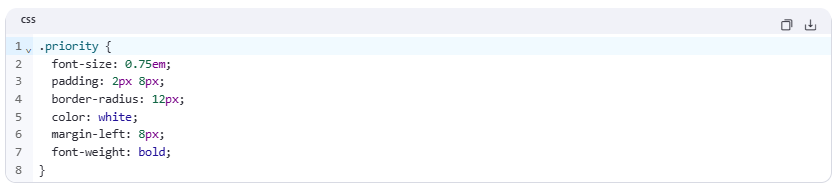 css
1 .priority {
2 font-size: 0.75em;
3 padding: 2px 8px;
4 border-radius: 12px;
5 color: white;
6 margin-left: 8px;
7 font-weight: bold;
8 }